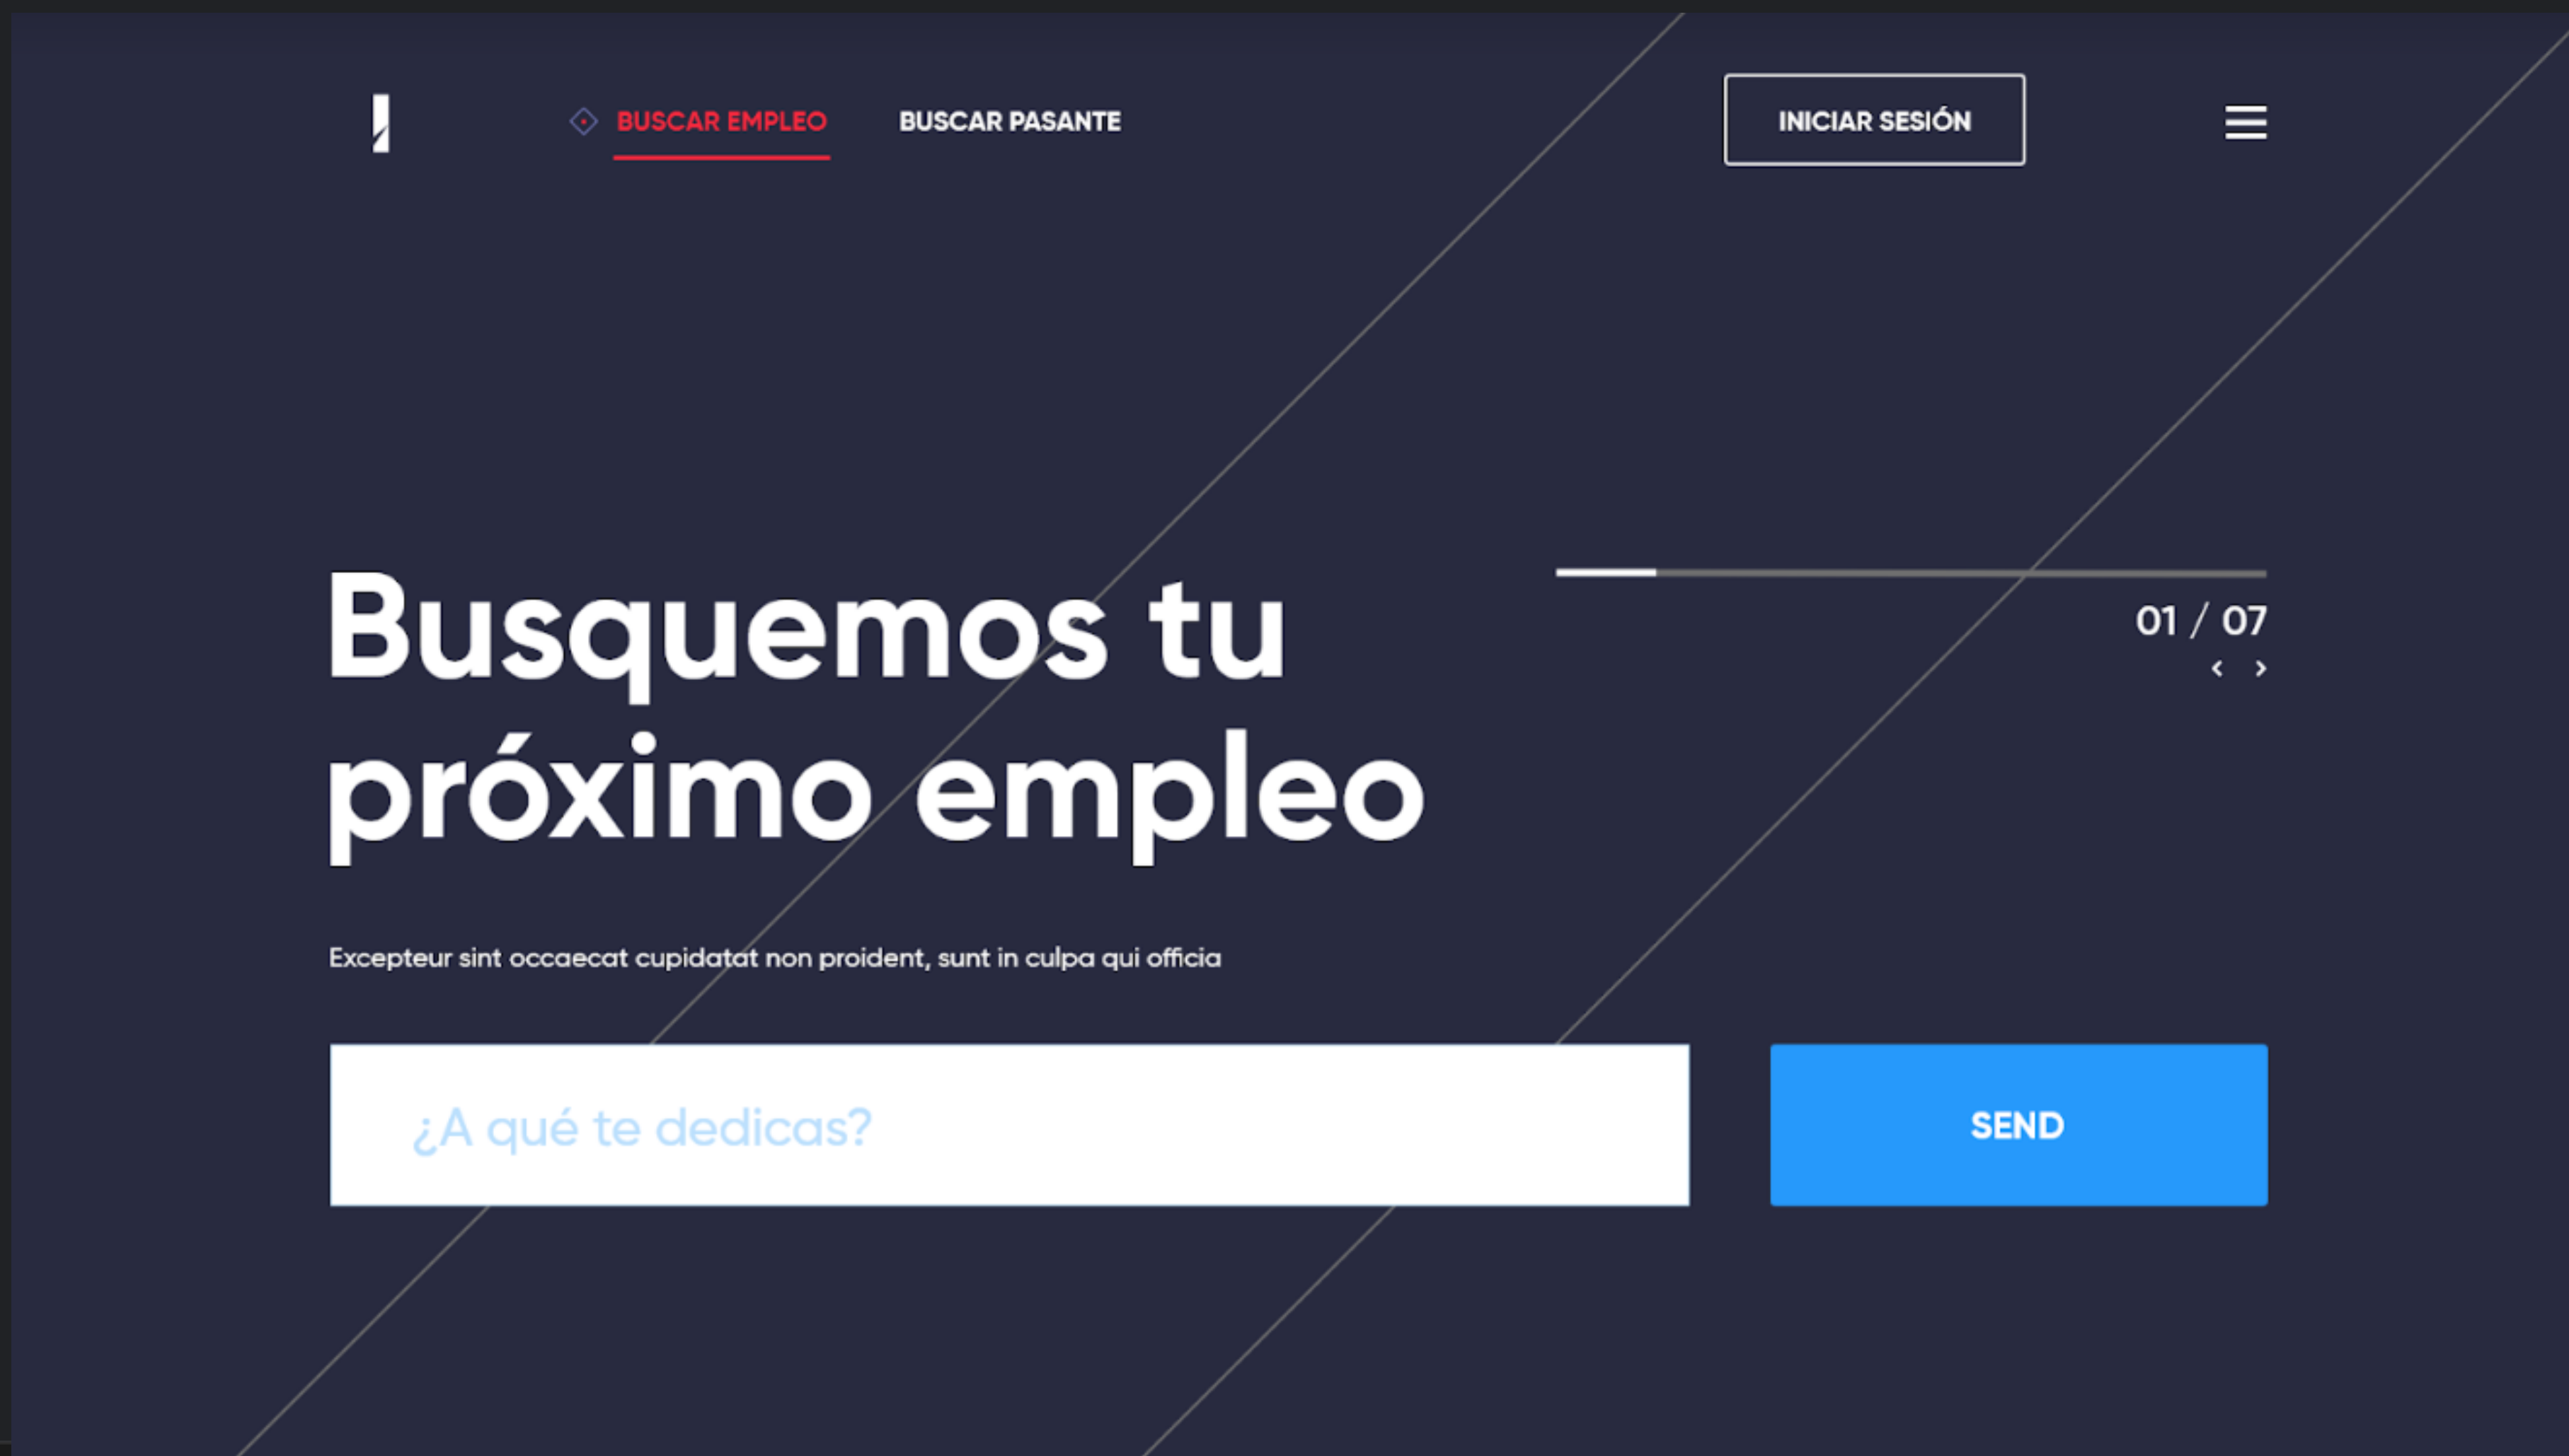 BUSCAR EMPLEO
BUSCAR PASANTE
INICIAR SESIÓN
Busquemos tu
próximo empleo
01 / 07
Excepteur sint occaecat cupidatat non proident, sunt in culpa qui officia
¿A qué te dedicas?
SEND